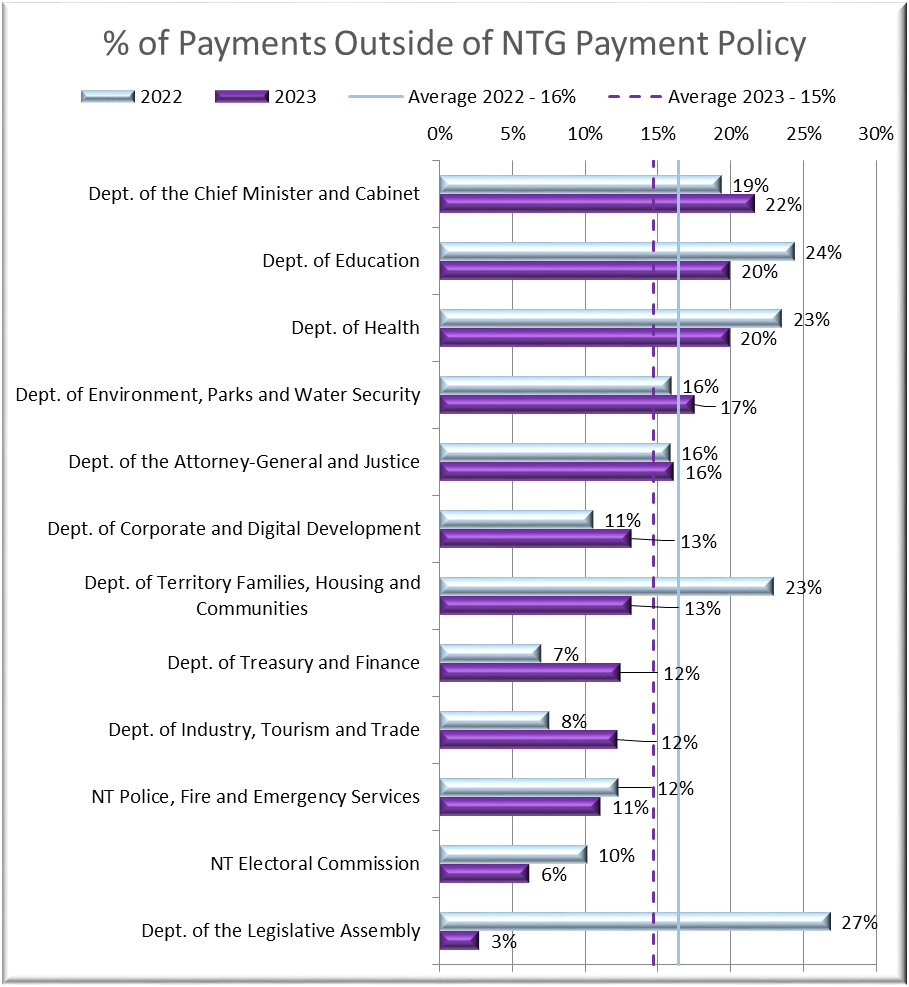 % of Payments Outside of NTG Payment Policy
2022 2023 Average 2022 - 16% Average 2023 - 15%
0% 5% 10% 15% 20% 25% 30%
Dept. of the Chief Minister and Cabinet
19%
22%
Dept. of Education
24%
20%
Dept. of Health
23%
20%
Dept. of Environment, Parks and Water Security
16%
17%
Dept. of the Attorney-General and Justice
16%
16%
Dept. of Corporate and Digital Development
11%
13%
Dept. of Territory Families, Housing and
Communities
23%
13%
Dept. of Treasury and Finance
7%
12%
Dept. of Industry, Tourism and Trade
8%
12%
NT Police, Fire and Emergency Services
12%
11%
NT Electoral Commission
10%
6%
Dept. of the Legislative Assembly
27%
3%